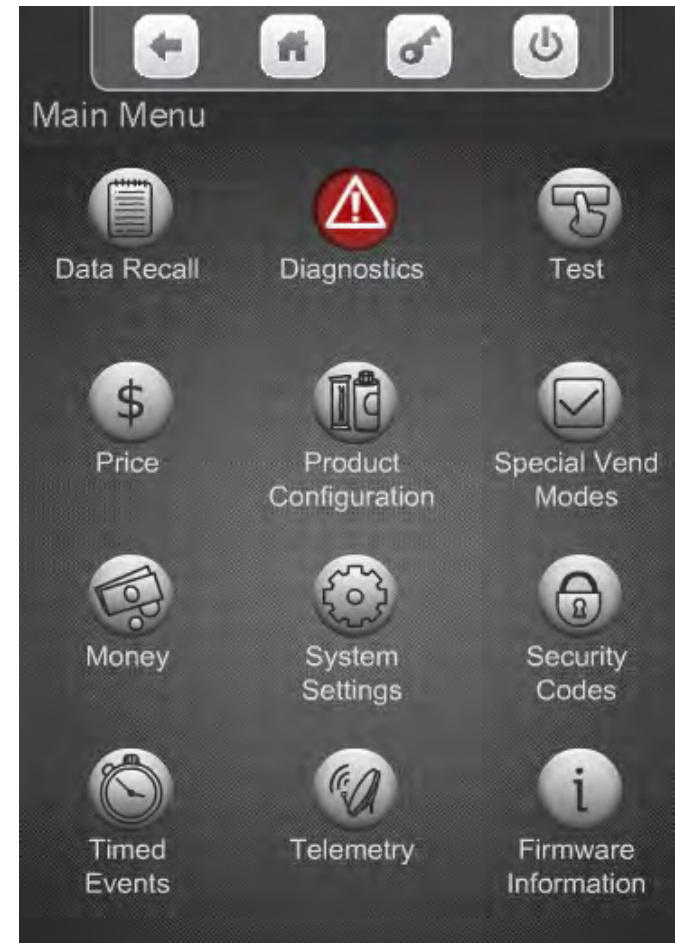 Main Menu
Data Recall
Diagnostics
Test
$
Price
Product
Configuration
Special Vend
Modes
Money
System
Settings
Security
Codes
Timed
Events
Telemetry
i
Firmware
Information